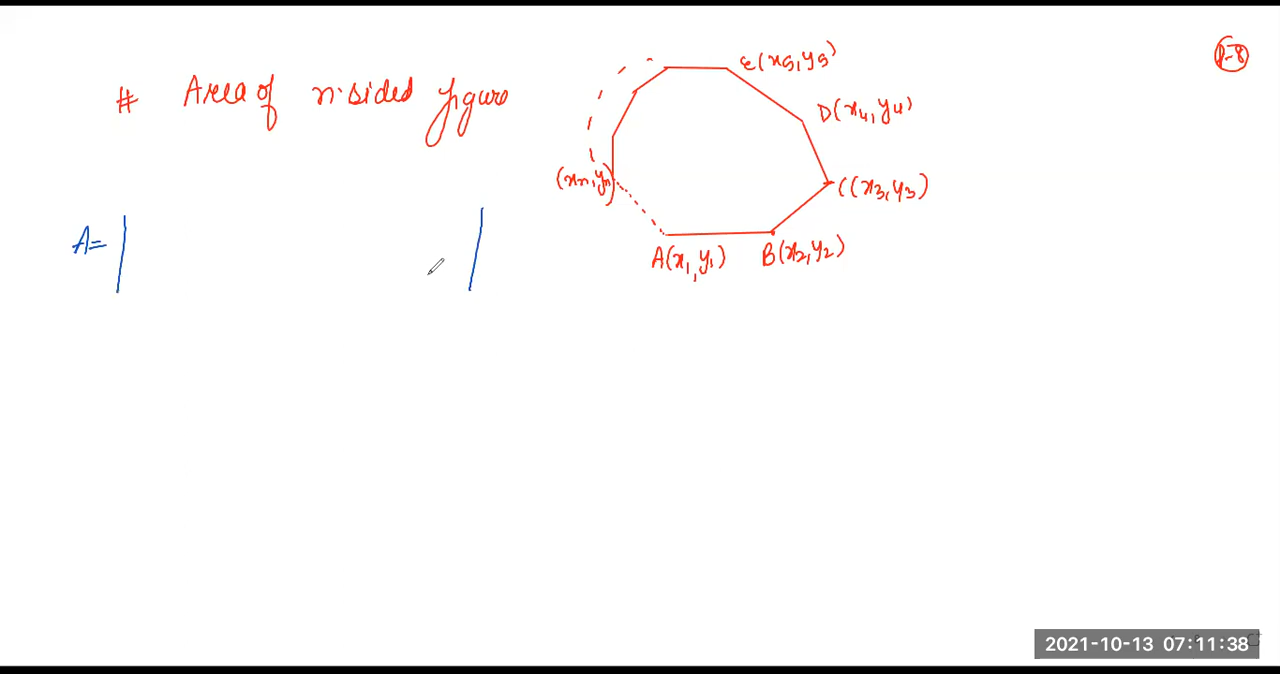 # Area of n-sided figure
E(x5, y5)
P-8
D(x4, y4)
(xn, yn)
C(x3, y3)
A=
A(x1, y1)
B(x2, y2)
2021-10-13 07:11:38